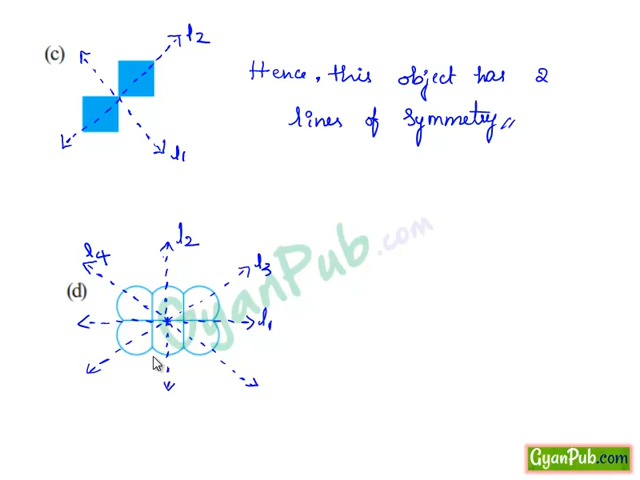 (c)
l2
Hence, this object has 2
lines of symmetry
l1
l2
l4
l3
(d)
l1
GyanPub.com
GyanPub.com